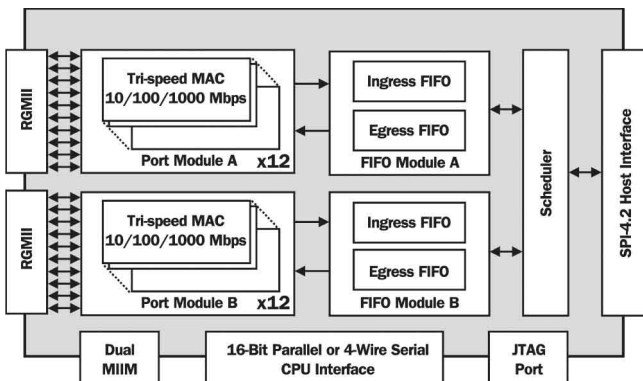 RGMII
Tri-speed MAC
10/100/1000 Mbps
Port Module A
x12
Ingress FIFO
Egress FIFO
FIFO Module A
RGMII
Tri-speed MAC
10/100/1000 Mbps
Port Module B
x12
Ingress FIFO
Egress FIFO
FIFO Module B
Scheduler
SPI-4.2 Host Interface
Dual
MIIM
16-Bit Parallel or 4-Wire Serial
CPU Interface
JTAG
Port